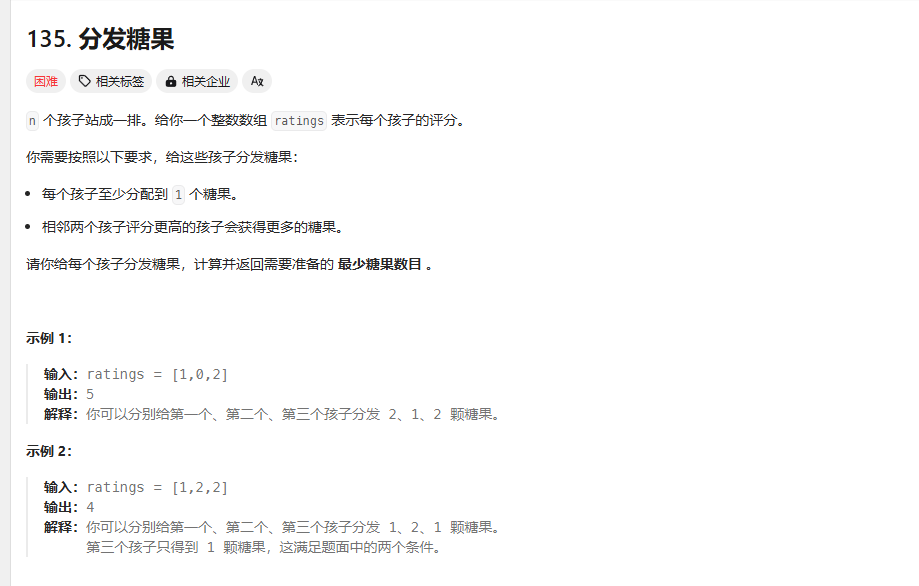 135. 分发糖果
困难 相关标签 相关企业 Aあ
n 个孩子站成一排。给你一个整数数组 ratings 表示每个孩子的评分。
你需要按照以下要求，给这些孩子分发糖果：
• 每个孩子至少分配到 1 个糖果。
• 相邻两个孩子评分更高的孩子会获得更多的糖果。
请你给每个孩子分发糖果，计算并返回需要准备的 最少糖果数目 。
示例 1：
输入：ratings = [1,0,2]
输出：5
解释：你可以分别给第一个、第二个、第三个孩子分发 2、1、2 颗糖果。
示例 2：
输入：ratings = [1,2,2]
输出：4
解释：你可以分别给第一个、第二个、第三个孩子分发 1、2、1 颗糖果。
第三个孩子只得到 1 颗糖果，这满足题面中的两个条件。